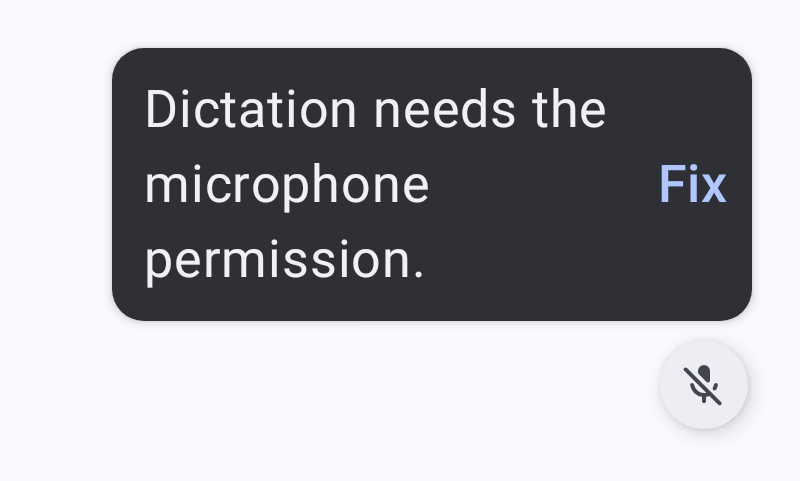 Dictation needs the
microphone
permission.
Fix